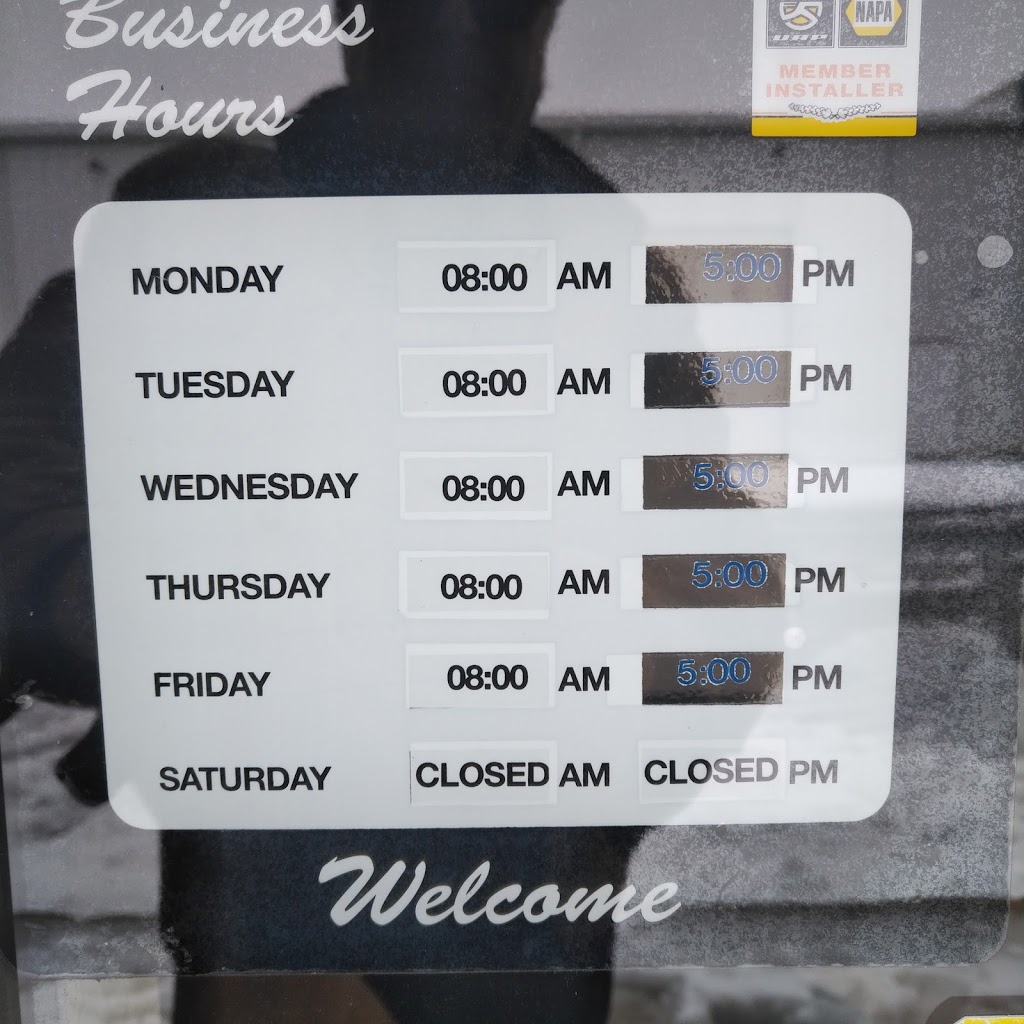 Business
Hours
UAP NAPA
MEMBER
INSTALLER
MONDAY 08:00 AM 5:00 PM
TUESDAY 08:00 AM 5:00 PM
WEDNESDAY 08:00 AM 5:00 PM
THURSDAY 08:00 AM 5:00 PM
FRIDAY 08:00 AM 5:00 PM
SATURDAY CLOSED AM CLOSED PM
Welcome